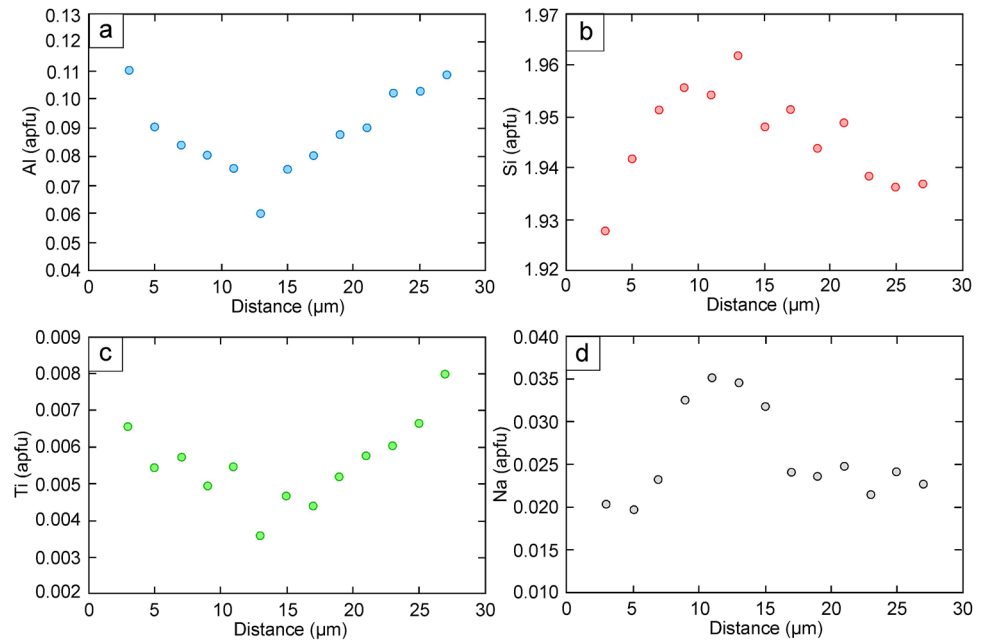 a
Al (apfu)
0.13
0.12
0.11
0.10
0.09
0.08
0.07
0.06
0.05
0.04
0 5 10 15 20 25 30
Distance (µm)
b
Si (apfu)
1.97
1.96
1.95
1.94
1.93
1.92
0 5 10 15 20 25 30
Distance (µm)
c
Ti (apfu)
0.009
0.008
0.007
0.006
0.005
0.004
0.003
0.002
0 5 10 15 20 25 30
Distance (µm)
d
Na (apfu)
0.040
0.035
0.030
0.025
0.020
0.015
0.010
0 5 10 15 20 25 30
Distance (µm)